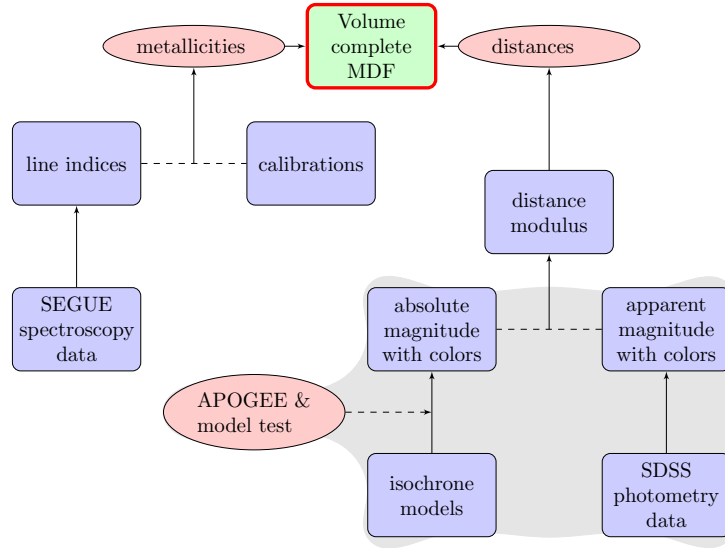 metallicities
Volume
complete
MDF
distances
line indices
calibrations
distance
modulus
SEGUE
spectroscopy
data
absolute
magnitude
with colors
apparent
magnitude
with colors
APOGEE &
model test
isochrone
models
SDSS
photometry
data